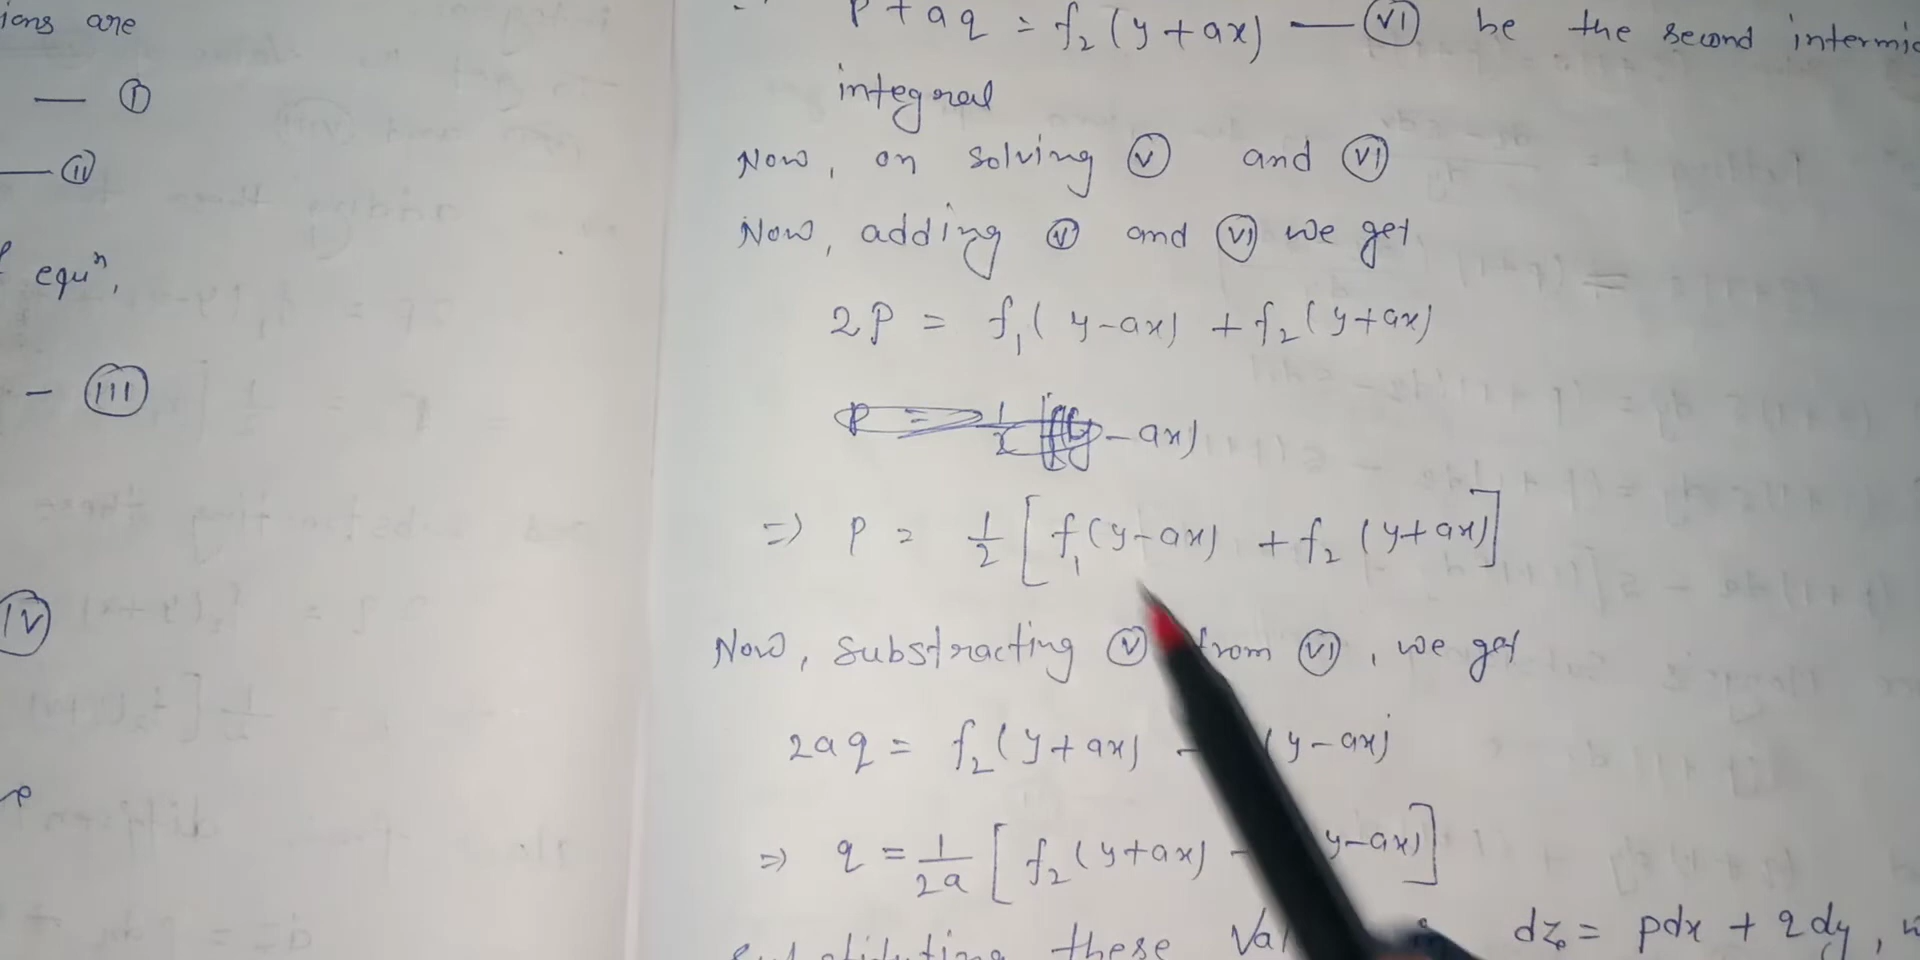 ions are
— (I)
— (II)
equⁿ,
— (III)
(IV)
p + aq = f₂(y + ax) — (VI) be the second
integral
Now, on solving (V) and (VI)
Now, adding (V) and (VI) we get
2p = f₁(y - ax) + f₂(y + ax)
- ax)
=> p = 1/2 [f₁(y - ax) + f₂(y + ax)]
Now, substracting (V) from (VI), we get
2aq = f₂(y + ax) - (y - ax)
=> q = 1/2a [f₂(y + ax) - y - ax)]
these dz = pdx + qdy,